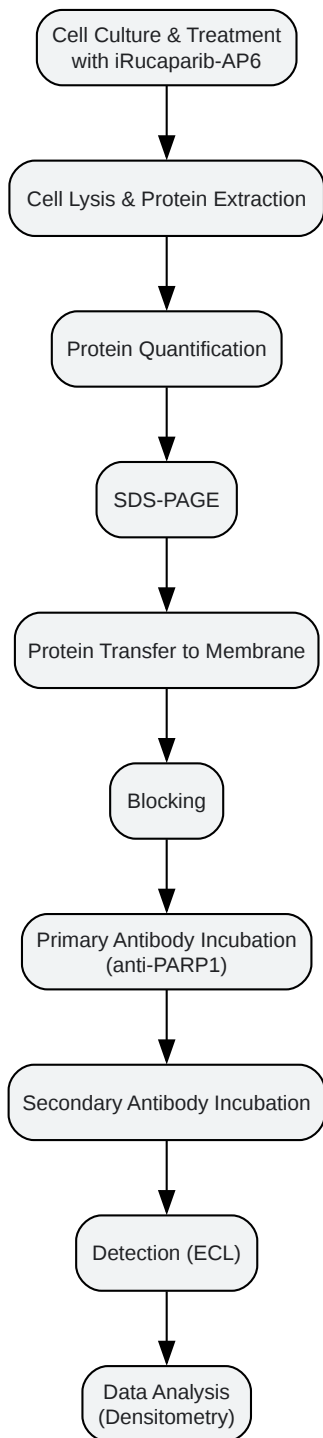 Cell Culture & Treatment
with iRucaparib-AP6
Cell Lysis & Protein Extraction
Protein Quantification
SDS-PAGE
Protein Transfer to Membrane
Blocking
Primary Antibody Incubation
(anti-PARP1)
Secondary Antibody Incubation
Detection (ECL)
Data Analysis
(Densitometry)